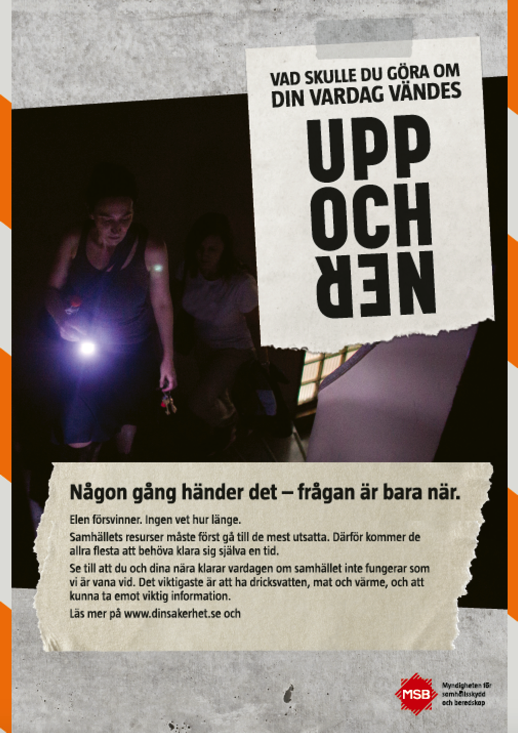 VAD SKULLE DU GÖRA OM
DIN VARDAG VÄNDES
UPP
OCH
NER
Någon gång händer det – frågan är bara när.
Elen försvinner. Ingen vet hur länge.
Samhällets resurser måste först gå till de mest utsatta. Därför kommer de
allra flesta att behöva klara sig själva en tid.
Se till att du och dina nära klarar vardagen om samhället inte fungerar som
vi är vana vid. Det viktigaste är att ha dricksvatten, mat och värme, och att
kunna ta emot viktig information.
Läs mer på www.dinsakerhet.se och
MSB
Myndigheten för
samhällsskydd
och beredskap